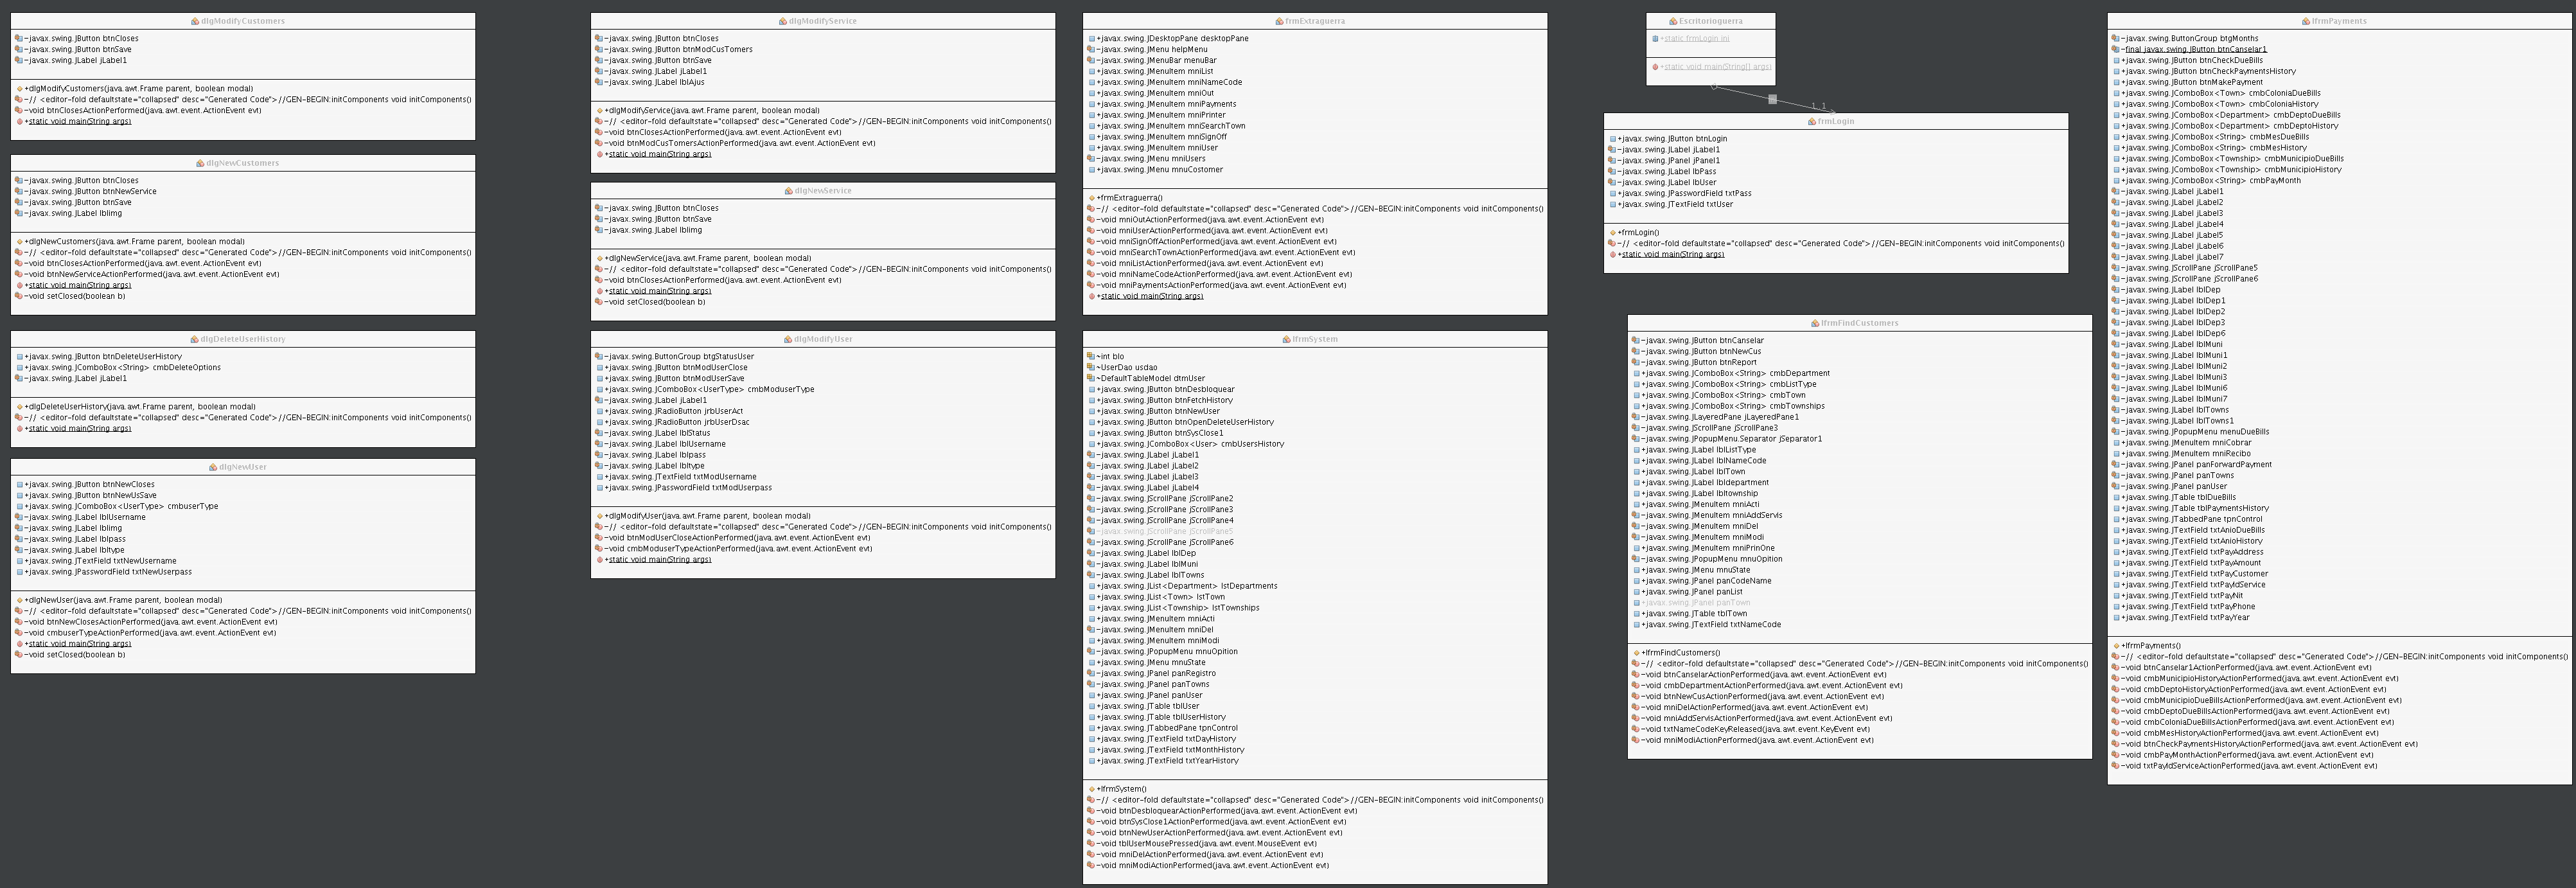 dlgModifyCustomers
-javax.swing.JButton btnCloses
-javax.swing.JButton btnSave
-javax.swing.JLabel jLabel1
+dlgModifyCustomers(java.awt.Frame parent, boolean modal)
-// <editor-fold defaultstate="collapsed" desc="Generated Code">//GEN-BEGIN:initComponents void initComponents()
-void btnClosesActionPerformed(java.awt.event.ActionEvent evt)
+static void main(String args)
dlgNewCustomers
-javax.swing.JButton btnCloses
+javax.swing.JButton btnNewService
+javax.swing.JButton btnSave
-javax.swing.JLabel lblimg
+dlgNewCustomers(java.awt.Frame parent, boolean modal)
-// <editor-fold defaultstate="collapsed" desc="Generated Code">//GEN-BEGIN:initComponents void initComponents()
-void btnClosesActionPerformed(java.awt.event.ActionEvent evt)
-void btnNewServiceActionPerformed(java.awt.event.ActionEvent evt)
+static void main(String args)
-void setClosed(boolean b)
dlgDeleteUserHistory
+javax.swing.JButton btnDeleteUserHistory
+javax.swing.JComboBox<String> cmbDeleteOptions
-javax.swing.JLabel jLabel1
+dlgDeleteUserHistory(java.awt.Frame parent, boolean modal)
-// <editor-fold defaultstate="collapsed" desc="Generated Code">//GEN-BEGIN:initComponents void initComponents()
+static void main(String args)
dlgNewUser
+javax.swing.JButton btnNewCloses
+javax.swing.JButton btnNewUsSave
+javax.swing.JComboBox<UserType> cmbuserType
-javax.swing.JLabel lblUsername
-javax.swing.JLabel lblimg
-javax.swing.JLabel lblpass
-javax.swing.JLabel lbltype
+javax.swing.JTextField txtNewUsername
+javax.swing.JPasswordField txtNewUserpass
+dlgNewUser(java.awt.Frame parent, boolean modal)
-// <editor-fold defaultstate="collapsed" desc="Generated Code">//GEN-BEGIN:initComponents void initComponents()
-void btnNewClosesActionPerformed(java.awt.event.ActionEvent evt)
-void cmbuserTypeActionPerformed(java.awt.event.ActionEvent evt)
+static void main(String args)
-void setClosed(boolean b)
dlgModifyService
-javax.swing.JButton btnCloses
-javax.swing.JButton btnModCusTomers
-javax.swing.JButton btnSave
-javax.swing.JLabel jLabel1
-javax.swing.JLabel lblAjus
+dlgModifyService(java.awt.Frame parent, boolean modal)
-// <editor-fold defaultstate="collapsed" desc="Generated Code">//GEN-BEGIN:initComponents void initComponents()
-void btnClosesActionPerformed(java.awt.event.ActionEvent evt)
-void btnModCusTomersActionPerformed(java.awt.event.ActionEvent evt)
+static void main(String args)
dlgNewService
-javax.swing.JButton btnCloses
-javax.swing.JButton btnSave
-javax.swing.JLabel lblimg
+dlgNewService(java.awt.Frame parent, boolean modal)
-// <editor-fold defaultstate="collapsed" desc="Generated Code">//GEN-BEGIN:initComponents void initComponents()
-void btnClosesActionPerformed(java.awt.event.ActionEvent evt)
+static void main(String args)
-void setClosed(boolean b)
dlgModifyUser
-javax.swing.ButtonGroup btgStatusUser
+javax.swing.JButton btnModUserClose
+javax.swing.JButton btnModUserSave
+javax.swing.JComboBox<UserType> cmbModuserType
-javax.swing.JLabel jLabel1
+javax.swing.JRadioButton jrbUserAct
+javax.swing.JRadioButton jrbUserDsac
-javax.swing.JLabel lblStatus
-javax.swing.JLabel lblUsername
-javax.swing.JLabel lblpass
-javax.swing.JLabel lbltype
+javax.swing.JTextField txtModUsername
+javax.swing.JPasswordField txtModUserpass
+dlgModifyUser(java.awt.Frame parent, boolean modal)
-// <editor-fold defaultstate="collapsed" desc="Generated Code">//GEN-BEGIN:initComponents void initComponents()
-void btnModUserCloseActionPerformed(java.awt.event.ActionEvent evt)
-void cmbModuserTypeActionPerformed(java.awt.event.ActionEvent evt)
+static void main(String args)
frmExtraguerra
+javax.swing.JDesktopPane desktopPane
-javax.swing.JMenu helpMenu
-javax.swing.JMenuBar menuBar
+javax.swing.JMenuItem mniList
+javax.swing.JMenuItem mniNameCode
+javax.swing.JMenuItem mniOut
+javax.swing.JMenuItem mniPayments
+javax.swing.JMenuItem mniPrinter
+javax.swing.JMenuItem mniSearchTown
+javax.swing.JMenuItem mniSignOff
+javax.swing.JMenuItem mniUser
-javax.swing.JMenu mniUsers
+javax.swing.JMenu mnuCostomer
+frmExtraguerra()
-// <editor-fold defaultstate="collapsed" desc="Generated Code">//GEN-BEGIN:initComponents void initComponents()
-void mniOutActionPerformed(java.awt.event.ActionEvent evt)
-void mniUserActionPerformed(java.awt.event.ActionEvent evt)
-void mniSignOffActionPerformed(java.awt.event.ActionEvent evt)
-void mniSearchTownActionPerformed(java.awt.event.ActionEvent evt)
-void mniListActionPerformed(java.awt.event.ActionEvent evt)
-void mniNameCodeActionPerformed(java.awt.event.ActionEvent evt)
-void mniPaymentsActionPerformed(java.awt.event.ActionEvent evt)
+static void main(String args)
IfrmSystem
~int blo
~UserDao usdao
~DefaultTableModel dtmUser
+javax.swing.JButton btnDesbloquear
+javax.swing.JButton btnFetchHistory
+javax.swing.JButton btnNewUser
+javax.swing.JButton btnOpenDeleteUserHistory
+javax.swing.JButton btnSysClose1
+javax.swing.JComboBox<User> cmbUsersHistory
-javax.swing.JLabel jLabel1
-javax.swing.JLabel jLabel2
-javax.swing.JLabel jLabel3
-javax.swing.JLabel jLabel4
-javax.swing.JScrollPane jScrollPane2
-javax.swing.JScrollPane jScrollPane3
-javax.swing.JScrollPane jScrollPane4
-javax.swing.JScrollPane jScrollPane5
-javax.swing.JScrollPane jScrollPane6
-javax.swing.JLabel lblDep
-javax.swing.JLabel lblMuni
-javax.swing.JLabel lblTowns
+javax.swing.JList<Department> lstDepartments
+javax.swing.JList<Town> lstTown
+javax.swing.JList<Township> lstTownships
+javax.swing.JMenuItem mniActi
-javax.swing.JMenuItem mniDel
+javax.swing.JMenuItem mniModi
-javax.swing.JPopupMenu mnuOpition
+javax.swing.JMenu mnuState
-javax.swing.JPanel panRegistro
-javax.swing.JPanel panTowns
+javax.swing.JPanel panUser
+javax.swing.JTable tblUser
+javax.swing.JTable tblUserHistory
+javax.swing.JTabbedPane tpnControl
+javax.swing.JTextField txtDayHistory
+javax.swing.JTextField txtMonthHistory
+javax.swing.JTextField txtYearHistory
+IfrmSystem()
-// <editor-fold defaultstate="collapsed" desc="Generated Code">//GEN-BEGIN:initComponents void initComponents()
-void btnDesbloquearActionPerformed(java.awt.event.ActionEvent evt)
-void btnSysClose1ActionPerformed(java.awt.event.ActionEvent evt)
-void btnNewUserActionPerformed(java.awt.event.ActionEvent evt)
-void tblUserMousePressed(java.awt.event.MouseEvent evt)
-void mniDelActionPerformed(java.awt.event.ActionEvent evt)
-void mniModiActionPerformed(java.awt.event.ActionEvent evt)
Escritorioguerra
+static frmLogin ini
+static void main(String[] args)
1..1
frmLogin
+javax.swing.JButton btnLogin
-javax.swing.JLabel jLabel1
-javax.swing.JPanel jPanel1
-javax.swing.JLabel lbPass
-javax.swing.JLabel lbUser
+javax.swing.JPasswordField txtPass
+javax.swing.JTextField txtUser
+frmLogin()
-// <editor-fold defaultstate="collapsed" desc="Generated Code">//GEN-BEGIN:initComponents void initComponents()
+static void main(String args)
IfrmFindCustomers
-javax.swing.JButton btnCanselar
-javax.swing.JButton btnNewCus
-javax.swing.JButton btnReport
+javax.swing.JComboBox<String> cmbDepartment
+javax.swing.JComboBox<String> cmbListType
+javax.swing.JComboBox<String> cmbTown
+javax.swing.JComboBox<String> cmbTownships
-javax.swing.JLayeredPane jLayeredPane1
-javax.swing.JScrollPane jScrollPane3
-javax.swing.JPopupMenu.Separator jSeparator1
-javax.swing.JLabel lblListType
-javax.swing.JLabel lblNameCode
-javax.swing.JLabel lblTown
-javax.swing.JLabel lbldepartment
-javax.swing.JLabel lbltownship
+javax.swing.JMenuItem mniActi
-javax.swing.JMenuItem mniAddServis
-javax.swing.JMenuItem mniDel
-javax.swing.JMenuItem mniModi
+javax.swing.JMenuItem mniPrinOne
-javax.swing.JPopupMenu mnuOpition
+javax.swing.JMenu mnuState
+javax.swing.JPanel panCodeName
+javax.swing.JPanel panList
+javax.swing.JPanel panTown
+javax.swing.JTable tblTown
+javax.swing.JTextField txtNameCode
+IfrmFindCustomers()
-// <editor-fold defaultstate="collapsed" desc="Generated Code">//GEN-BEGIN:initComponents void initComponents()
-void btnCanselarActionPerformed(java.awt.event.ActionEvent evt)
-void cmbDepartmentActionPerformed(java.awt.event.ActionEvent evt)
-void btnNewCusActionPerformed(java.awt.event.ActionEvent evt)
-void mniDelActionPerformed(java.awt.event.ActionEvent evt)
-void mniAddServisActionPerformed(java.awt.event.ActionEvent evt)
-void txtNameCodeKeyReleased(java.awt.event.KeyEvent evt)
-void mniModiActionPerformed(java.awt.event.ActionEvent evt)
IfrmPayments
-javax.swing.ButtonGroup btgMonths
-final javax.swing.JButton btnCanselar1
+javax.swing.JButton btnCheckDueBills
+javax.swing.JButton btnCheckPaymentsHistory
+javax.swing.JButton btnMakePayment
+javax.swing.JComboBox<Town> cmbColoniaDueBills
+javax.swing.JComboBox<Town> cmbColoniaHistory
+javax.swing.JComboBox<Department> cmbDeptoDueBills
+javax.swing.JComboBox<Department> cmbDeptoHistory
+javax.swing.JComboBox<String> cmbMesDueBills
+javax.swing.JComboBox<String> cmbMesHistory
+javax.swing.JComboBox<Township> cmbMunicipioDueBills
+javax.swing.JComboBox<Township> cmbMunicipioHistory
+javax.swing.JComboBox<String> cmbPayMonth
-javax.swing.JLabel jLabel1
-javax.swing.JLabel jLabel2
-javax.swing.JLabel jLabel3
-javax.swing.JLabel jLabel4
-javax.swing.JLabel jLabel5
-javax.swing.JLabel jLabel6
-javax.swing.JLabel jLabel7
-javax.swing.JScrollPane jScrollPane5
-javax.swing.JScrollPane jScrollPane6
-javax.swing.JLabel lblDep
-javax.swing.JLabel lblDep1
-javax.swing.JLabel lblDep2
-javax.swing.JLabel lblDep3
-javax.swing.JLabel lblDep6
-javax.swing.JLabel lblMuni
-javax.swing.JLabel lblMuni1
-javax.swing.JLabel lblMuni2
-javax.swing.JLabel lblMuni3
-javax.swing.JLabel lblMuni6
-javax.swing.JLabel lblMuni7
-javax.swing.JLabel lblTowns
-javax.swing.JLabel lblTowns1
-javax.swing.JPopupMenu menuDueBills
+javax.swing.JMenuItem mniCobrar
+javax.swing.JMenuItem mniRecibo
-javax.swing.JPanel panForwardPayment
-javax.swing.JPanel panTowns
-javax.swing.JPanel panUser
+javax.swing.JTable tblDueBills
+javax.swing.JTable tblPaymentsHistory
+javax.swing.JTabbedPane tpnControl
+javax.swing.JTextField txtAnioDueBills
+javax.swing.JTextField txtAnioHistory
+javax.swing.JTextField txtPayAddress
+javax.swing.JTextField txtPayAmount
+javax.swing.JTextField txtPayCustomer
+javax.swing.JTextField txtPayIdService
+javax.swing.JTextField txtPayNit
+javax.swing.JTextField txtPayPhone
+javax.swing.JTextField txtPayYear
+IfrmPayments()
-// <editor-fold defaultstate="collapsed" desc="Generated Code">//GEN-BEGIN:initComponents void initComponents()
-void btnCanselar1ActionPerformed(java.awt.event.ActionEvent evt)
-void cmbMunicipioHistoryActionPerformed(java.awt.event.ActionEvent evt)
-void cmbDeptoHistoryActionPerformed(java.awt.event.ActionEvent evt)
-void cmbMunicipioDueBillsActionPerformed(java.awt.event.ActionEvent evt)
-void cmbDeptoDueBillsActionPerformed(java.awt.event.ActionEvent evt)
-void cmbColoniaDueBillsActionPerformed(java.awt.event.ActionEvent evt)
-void cmbMesHistoryActionPerformed(java.awt.event.ActionEvent evt)
-void btnCheckPaymentsHistoryActionPerformed(java.awt.event.ActionEvent evt)
-void cmbPayMonthActionPerformed(java.awt.event.ActionEvent evt)
-void txtPayIdServiceActionPerformed(java.awt.event.ActionEvent evt)